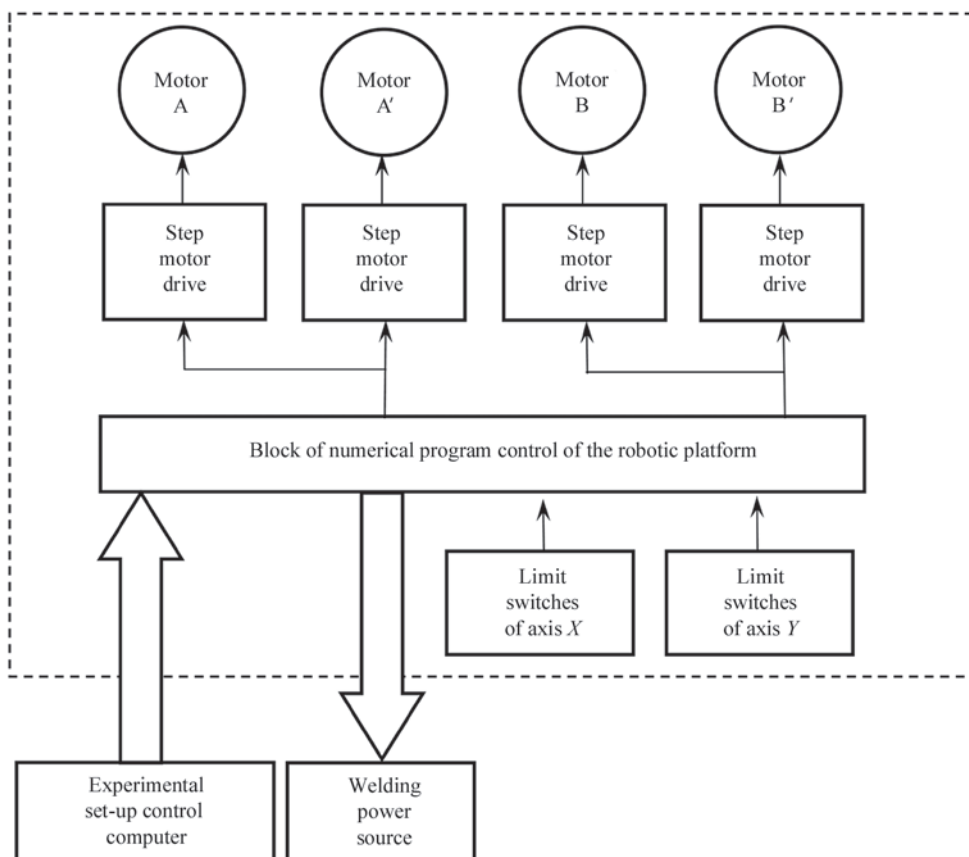 Motor
A
Motor
A′
Motor
B
Motor
B′
Step
motor
drive
Step
motor
drive
Step
motor
drive
Step
motor
drive
Block of numerical program control of the robotic platform
Limit
switches
of axis X
Limit
switches
of axis Y
Experimental
set-up control
computer
Welding
power
source